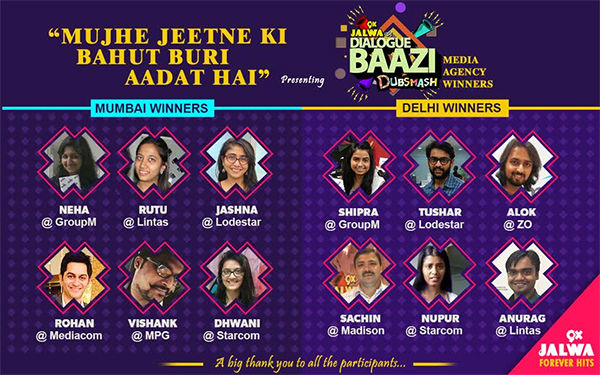 “MUJHE JEETNE KI
BAHUT BURI
AADAT HAI” Presenting
9X
JALWA
DIALOGUE
BAAZI
DUBSMASH
MEDIA
AGENCY
WINNERS
MUMBAI WINNERS
NEHA
@ GroupM
RUTU
@ Lintas
JASHNA
@ Lodestar
ROHAN
@ Mediacom
VISHANK
@ MPG
DHWANI
@ Starcom
DELHI WINNERS
SHIPRA
@ GroupM
TUSHAR
@ Lodestar
ALOK
@ ZO
SACHIN
@ Madison
NUPUR
@ Starcom
ANURAG
@ Lintas
A big thank you to all the participants...
9X
JALWA
FOREVER HITS